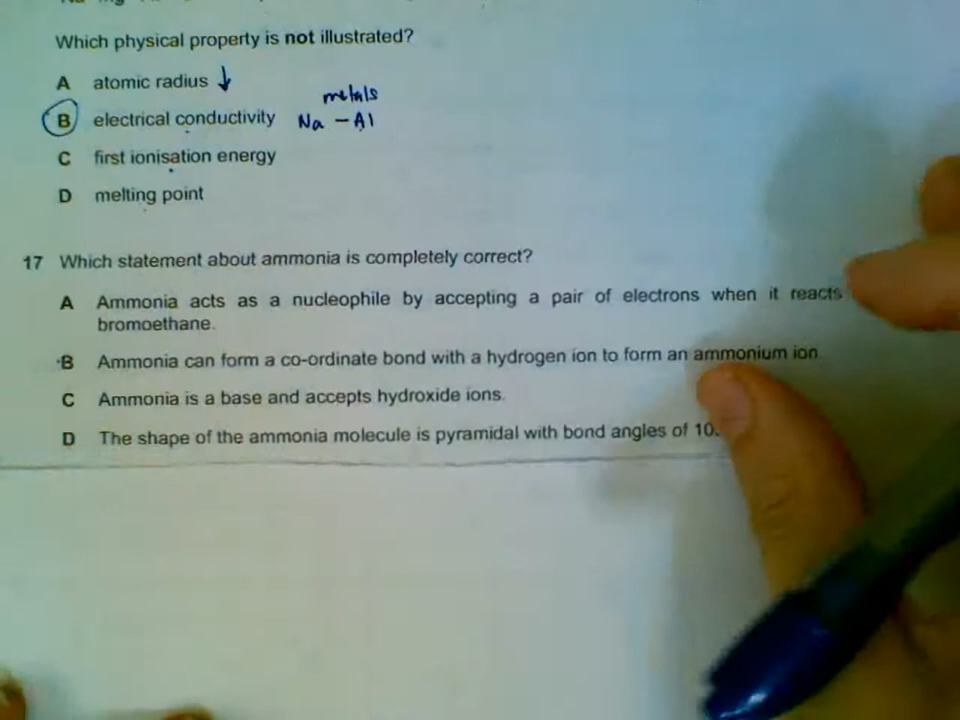 Which physical property is not illustrated?
A atomic radius ↓
metals
B electrical conductivity Na - Al
C first ionisation energy
D melting point
17 Which statement about ammonia is completely correct?
A Ammonia acts as a nucleophile by accepting a pair of electrons when it reacts
bromoethane.
B Ammonia can form a co-ordinate bond with a hydrogen ion to form an ammonium ion.
C Ammonia is a base and accepts hydroxide ions.
D The shape of the ammonia molecule is pyramidal with bond angles of 10